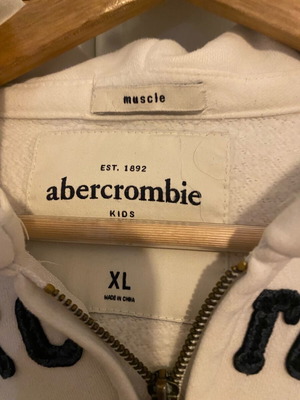 muscle
EST. 1892
abercrombie
KIDS
XL
MADE IN CHINA